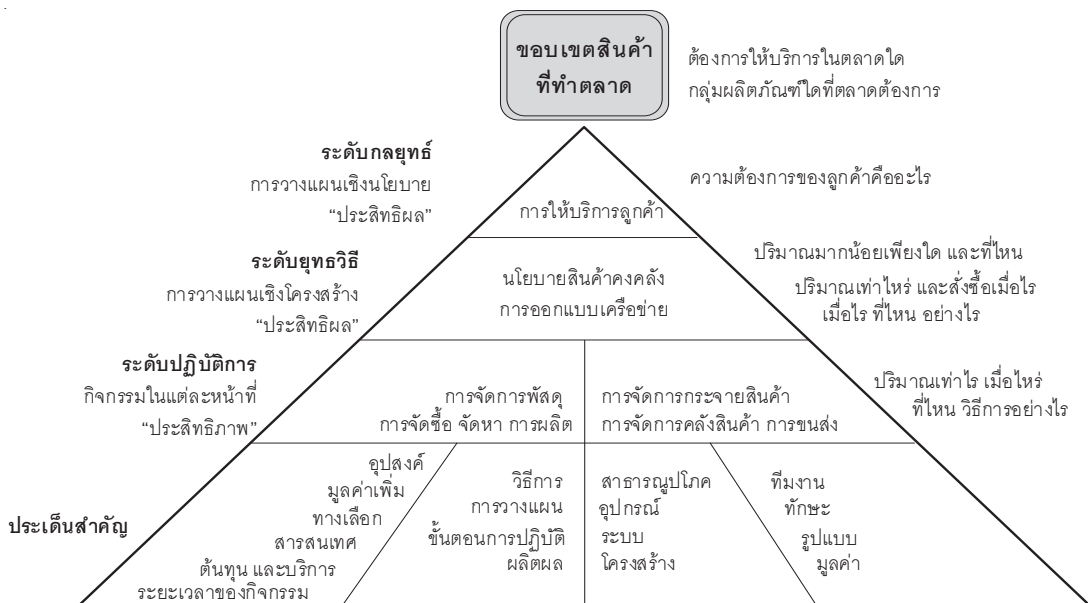 ขอบเขตสินค้า
ที่ทำตลาด
ต้องการให้บริการในตลาดใด
กลุ่มผลิตภัณฑ์ใดที่ตลาดต้องการ
ระดับกลยุทธ์
การวางแผนเชิงนโยบาย
“ประสิทธิผล”
การให้บริการลูกค้า
ความต้องการของลูกค้าคืออะไร
ระดับยุทธวิธี
การวางแผนเชิงโครงสร้าง
“ประสิทธิผล”
นโยบายสินค้าคงคลัง
การออกแบบเครือข่าย
ปริมาณมากน้อยเพียงใด และที่ไหน
ปริมาณเท่าไหร่ และสั่งซื้อเมื่อไร
เมื่อไร ที่ไหน อย่างไร
ระดับปฏิบัติการ
กิจกรรมในแต่ละหน้าที่
“ประสิทธิภาพ”
การจัดการพัสดุ
การจัดซื้อ จัดหา การผลิต
การจัดการกระจายสินค้า
การจัดการคลังสินค้า การขนส่ง
ปริมาณเท่าไร เมื่อไหร่
ที่ไหน วิธีการอย่างไร
ประเด็นสำคัญ
อุปสงค์
มูลค่าเพิ่ม
ทางเลือก
สารสนเทศ
ต้นทุน และบริการ
ระยะเวลาของกิจกรรม
วิธีการ
การวางแผน
ขั้นตอนการปฏิบัติ
ผลิตผล
สาธารณูปโภค
อุปกรณ์
ระบบ
โครงสร้าง
ทีมงาน
ทักษะ
รูปแบบ
มูลค่า